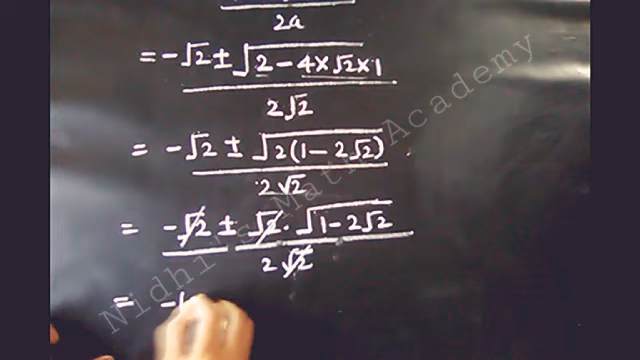 2a
= -√2 ± √2 - 4×√2×1
2√2
= -√2 ± √2(1 - 2√2)
2√2
= -√2 ± √2 · √1 - 2√2
2√2
= -1
Nidhi's Math Academy